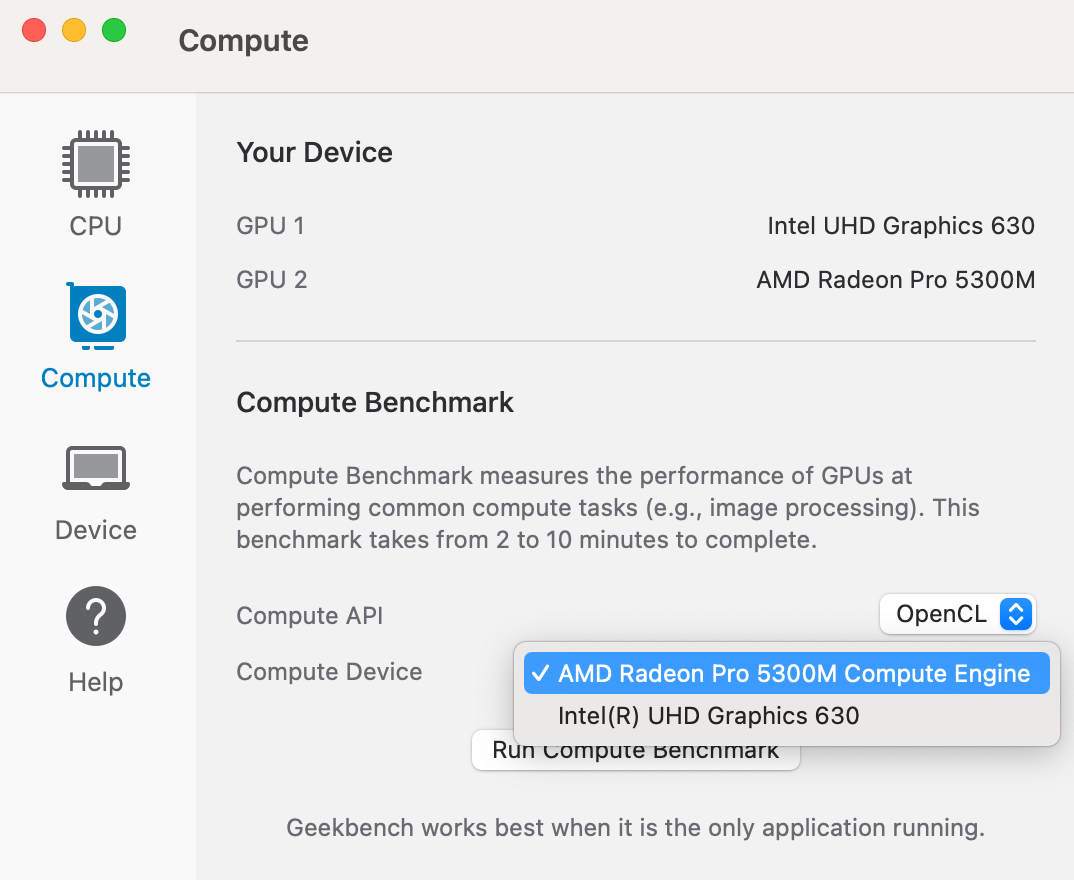 Compute
CPU
Compute
Device
?
Help
Your Device
GPU 1 Intel UHD Graphics 630
GPU 2 AMD Radeon Pro 5300M
Compute Benchmark
Compute Benchmark measures the performance of GPUs at
performing common compute tasks (e.g., image processing). This
benchmark takes from 2 to 10 minutes to complete.
Compute API OpenCL
Compute Device ✓ AMD Radeon Pro 5300M Compute Engine
Intel(R) UHD Graphics 630
Run Compute Benchmark
Geekbench works best when it is the only application running.